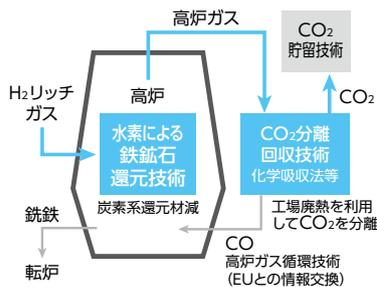 高炉ガス
CO2
貯留技術
CO2
H2リッチ
ガス
高炉
水素による
鉄鉱石
還元技術
CO2分離
回収技術
化学吸収法等
炭素系還元材減
工場廃熱を利用
してCO2を分離
銑鉄
転炉
CO
高炉ガス循環技術
（EUとの情報交換）